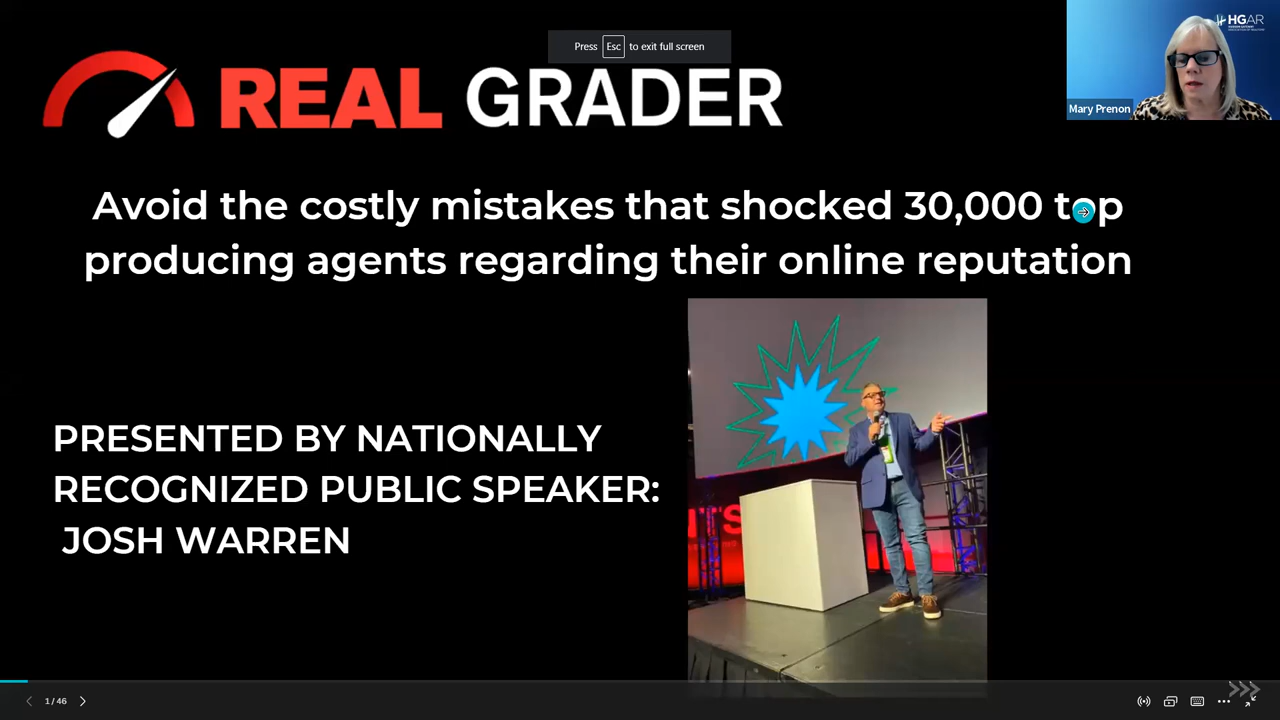 Press Esc to exit full screen
HGAR
REAL GRADER
Mary Prenon
Avoid the costly mistakes that shocked 30,000 top
producing agents regarding their online reputation
PRESENTED BY NATIONALLY
RECOGNIZED PUBLIC SPEAKER:
JOSH WARREN
1 / 46